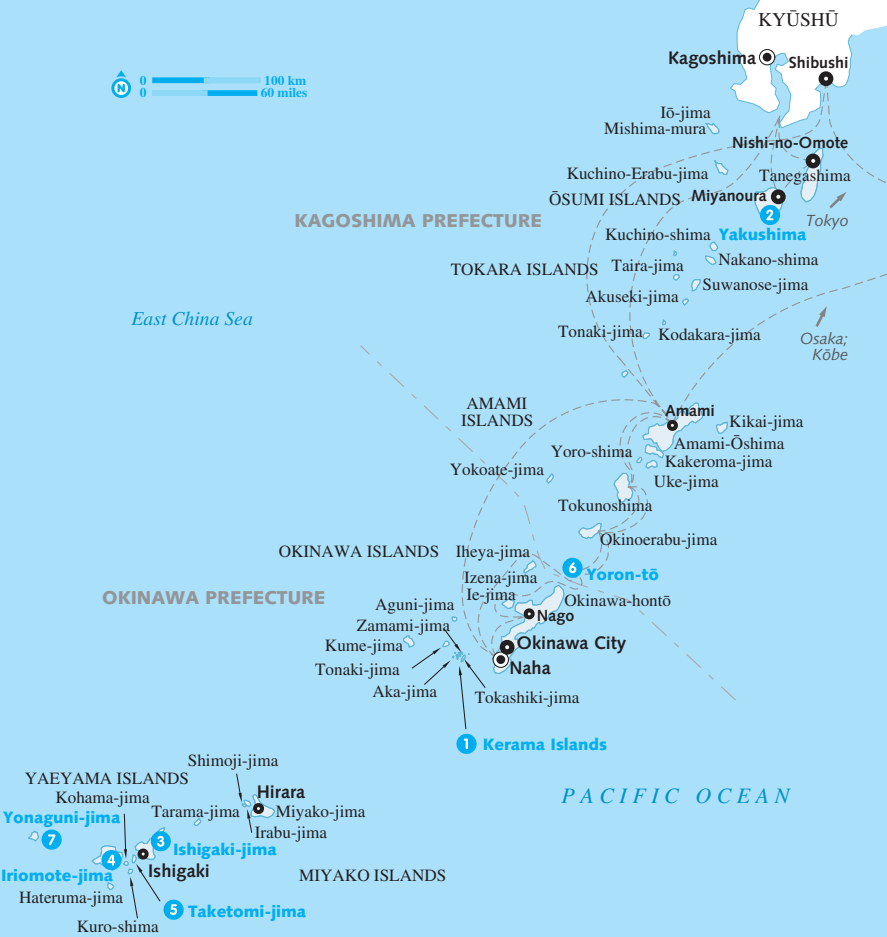 KYŪSHŪ
Kagoshima
Shibushi
N
0 100 km
0 60 miles
Iō-jima
Mishima-mura
Nishi-no-Omote
Kuchino-Erabu-jima
Tanegashima
ŌSUMI ISLANDS
Miyanoura
2
Yakushima
Tokyo
KAGOSHIMA PREFECTURE
Kuchino-shima
Nakano-shima
TOKARA ISLANDS
Taira-jima
Suwanose-jima
Akuseki-jima
East China Sea
Tonaki-jima
Kodakara-jima
Osaka;
Kōbe
AMAMI
ISLANDS
Amami
Kikai-jima
Amami-Ōshima
Yoro-shima
Kakeroma-jima
Yokoate-jima
Uke-jima
Tokunoshima
Okinoerabu-jima
OKINAWA ISLANDS
Iheya-jima
6
Yoron-tō
Izena-jima
Ie-jima
OKINAWA PREFECTURE
Okinawa-hontō
Aguni-jima
Nago
Zamami-jima
Kume-jima
Okinawa City
Tonaki-jima
Naha
Aka-jima
Tokashiki-jima
1 Kerama Islands
Shimoji-jima
YAEYAMA ISLANDS
Hirara
Kohama-jima
PACIFIC OCEAN
Tarama-jima
Miyako-jima
Yonaguni-jima
Irabu-jima
7
3
Ishigaki-jima
4
Iriomote-jima
Ishigaki
MIYAKO ISLANDS
Hateruma-jima
5 Taketomi-jima
Kuro-shima